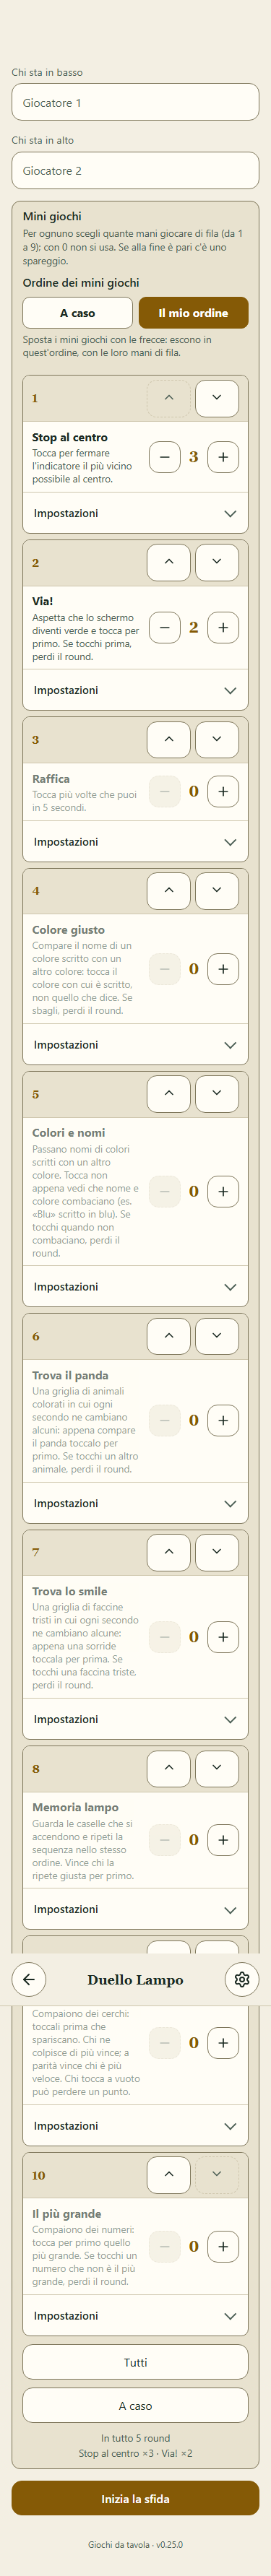 Chi sta in basso
Giocatore 1
Chi sta in alto
Giocatore 2
Mini giochi
Per ognuno scegli quante mani giocare di fila (da 1
a 9); con 0 non si usa. Se alla fine è pari c'è uno
spareggio.
Ordine dei mini giochi
A caso
Il mio ordine
Sposta i mini giochi con le frecce: escono in
quest'ordine, con le loro mani di fila.
1
Stop al centro
Tocca per fermare
l'indicatore il più vicino
possibile al centro.
3
Impostazioni
2
Via!
Aspetta che lo schermo
diventi verde e tocca per
primo. Se tocchi prima,
perdi il round.
2
Impostazioni
3
Raffica
Tocca più volte che puoi
in 5 secondi.
0
Impostazioni
4
Colore giusto
Compare il nome di un
colore scritto con un
altro colore: tocca il
colore con cui è scritto,
non quello che dice. Se
sbagli, perdi il round.
0
Impostazioni
5
Colori e nomi
Passano nomi di colori
scritti con un altro
colore. Tocca non
appena vedi che nome e
colore combaciano (es.
«Blu» scritto in blu). Se
tocchi quando non
combaciano, perdi il
round.
0
Impostazioni
6
Trova il panda
Una griglia di animali
colorati in cui ogni
secondo ne cambiano
alcuni: appena compare
il panda toccalo per
primo. Se tocchi un altro
animale, perdi il round.
0
Impostazioni
7
Trova lo smile
Una griglia di faccine
tristi in cui ogni secondo
ne cambiano alcune:
appena una sorride
toccala per prima. Se
tocchi una faccina triste,
perdi il round.
0
Impostazioni
8
Memoria lampo
Guarda le caselle che si
accendono e ripeti la
sequenza nello stesso
ordine. Vince chi la
ripete giusta per primo.
0
Impostazioni
Duello Lampo
Compaiono dei cerchi:
toccali prima che
spariscano. Chi ne
colpisce di più vince; a
parità vince chi è più
veloce. Chi tocca a vuoto
può perdere un punto.
0
Impostazioni
10
Il più grande
Compaiono dei numeri:
tocca per primo quello
più grande. Se tocchi un
numero che non è il più
grande, perdi il round.
0
Impostazioni
Tutti
A caso
In tutto 5 round
Stop al centro ×3 · Via! ×2
Inizia la sfida
Giochi da tavola · v0.25.0